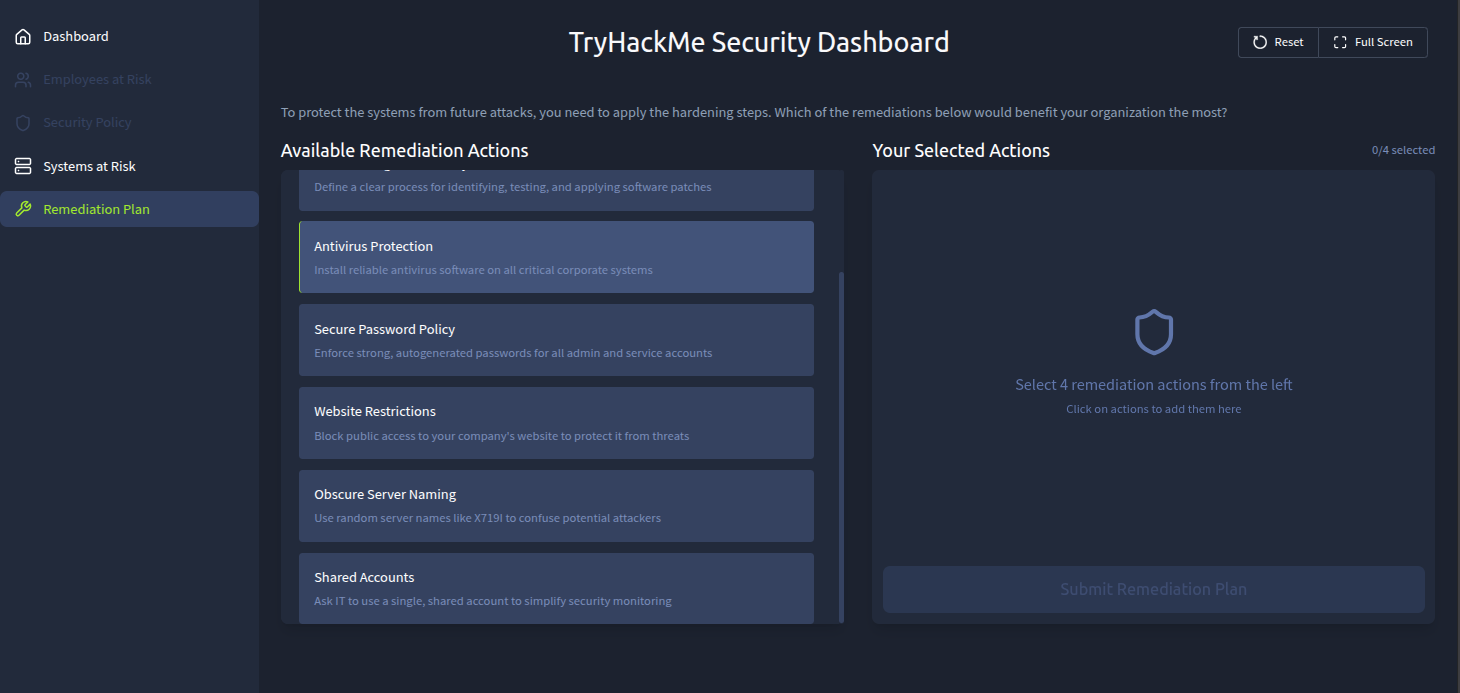 Dashboard
Employees at Risk
Security Policy
Systems at Risk
Remediation Plan
TryHackMe Security Dashboard
Reset
Full Screen
To protect the systems from future attacks, you need to apply the hardening steps. Which of the remediations below would benefit your organization the most?
Available Remediation Actions
Define a clear process for identifying, testing, and applying software patches
Antivirus Protection
Install reliable antivirus software on all critical corporate systems
Secure Password Policy
Enforce strong, autogenerated passwords for all admin and service accounts
Website Restrictions
Block public access to your company's website to protect it from threats
Obscure Server Naming
Use random server names like X719I to confuse potential attackers
Shared Accounts
Ask IT to use a single, shared account to simplify security monitoring
Your Selected Actions
0/4 selected
Select 4 remediation actions from the left
Click on actions to add them here
Submit Remediation Plan